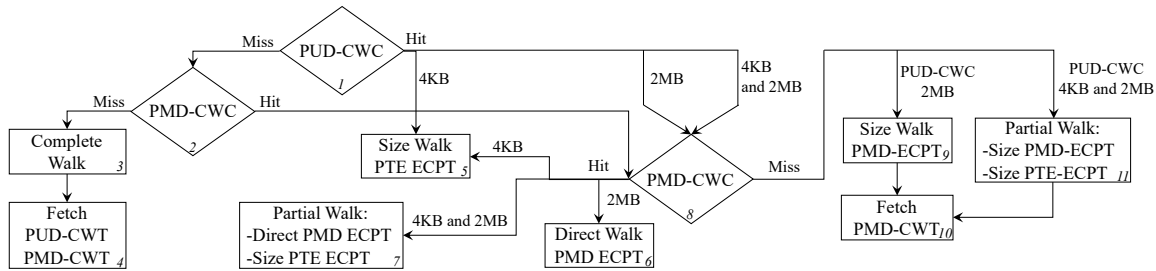 Miss
PUD-CWC
1
Hit
Miss
PMD-CWC
2
Hit
4KB
2MB
4KB
and 2MB
PUD-CWC
2MB
PUD-CWC
4KB and 2MB
Complete
Walk
3
Size Walk
PTE ECPT
5
4KB
Hit
PMD-CWC
8
Miss
Size Walk
PMD-ECPT
9
Partial Walk:
-Size PMD-ECPT
-Size PTE-ECPT
11
Fetch
PUD-CWT
PMD-CWT
4
Partial Walk:
-Direct PMD ECPT
-Size PTE ECPT
7
4KB and 2MB
2MB
Direct Walk
PMD ECPT
6
Fetch
PMD-CWT
10